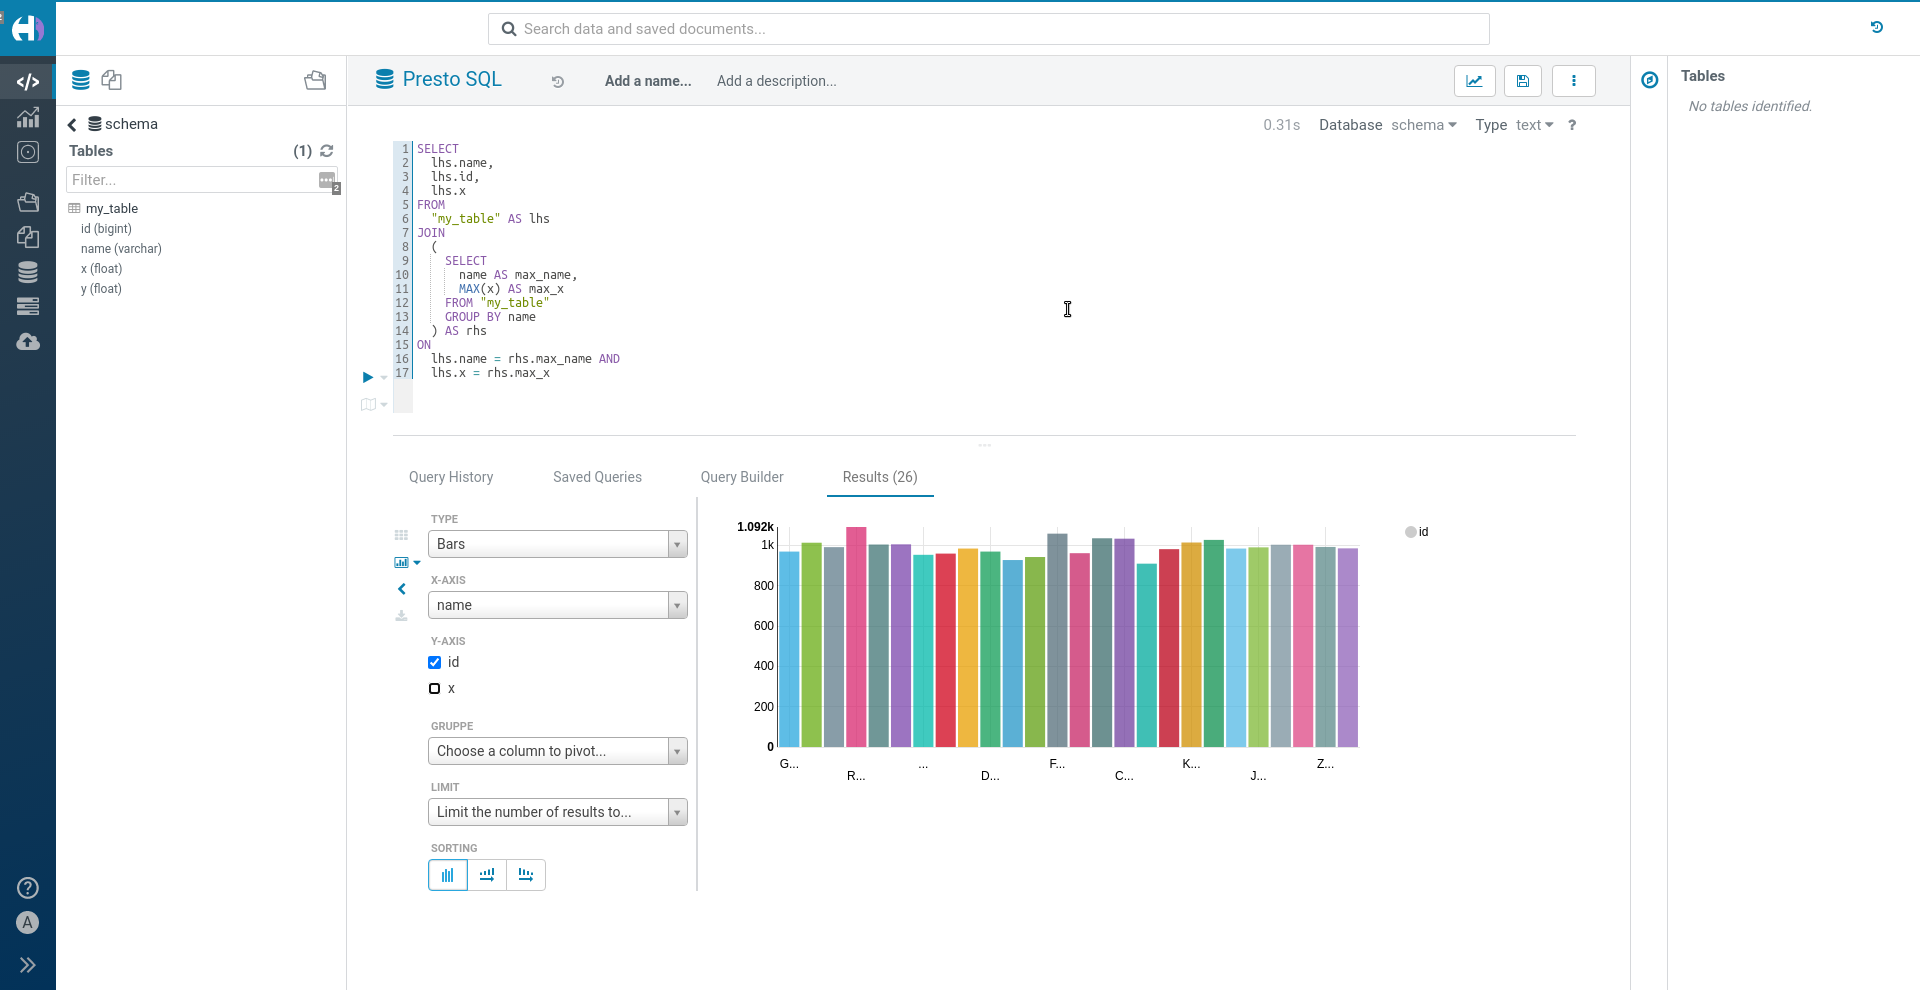 Search data and saved documents...
schema
Tables (1)
Filter...
2
my_table
id (bigint)
name (varchar)
x (float)
y (float)
Presto SQL
Add a name...
Add a description...
0.31s Database schema Type text ?
1 SELECT
2 lhs.name,
3 lhs.id,
4 lhs.x
5 FROM
6 "my_table" AS lhs
7 JOIN
8 (
9 SELECT
10 name AS max_name,
11 MAX(x) AS max_x
12 FROM "my_table"
13 GROUP BY name
14 ) AS rhs
15 ON
16 lhs.name = rhs.max_name AND
17 lhs.x = rhs.max_x
Query History Saved Queries Query Builder Results (26)
TYPE
Bars
X-AXIS
name
Y-AXIS
id
x
GRUPPE
Choose a column to pivot...
LIMIT
Limit the number of results to...
SORTING
1.092k
1k
800
600
400
200
0
G... R... ... D... F... C... K... J... Z...
id
Tables
No tables identified.
A